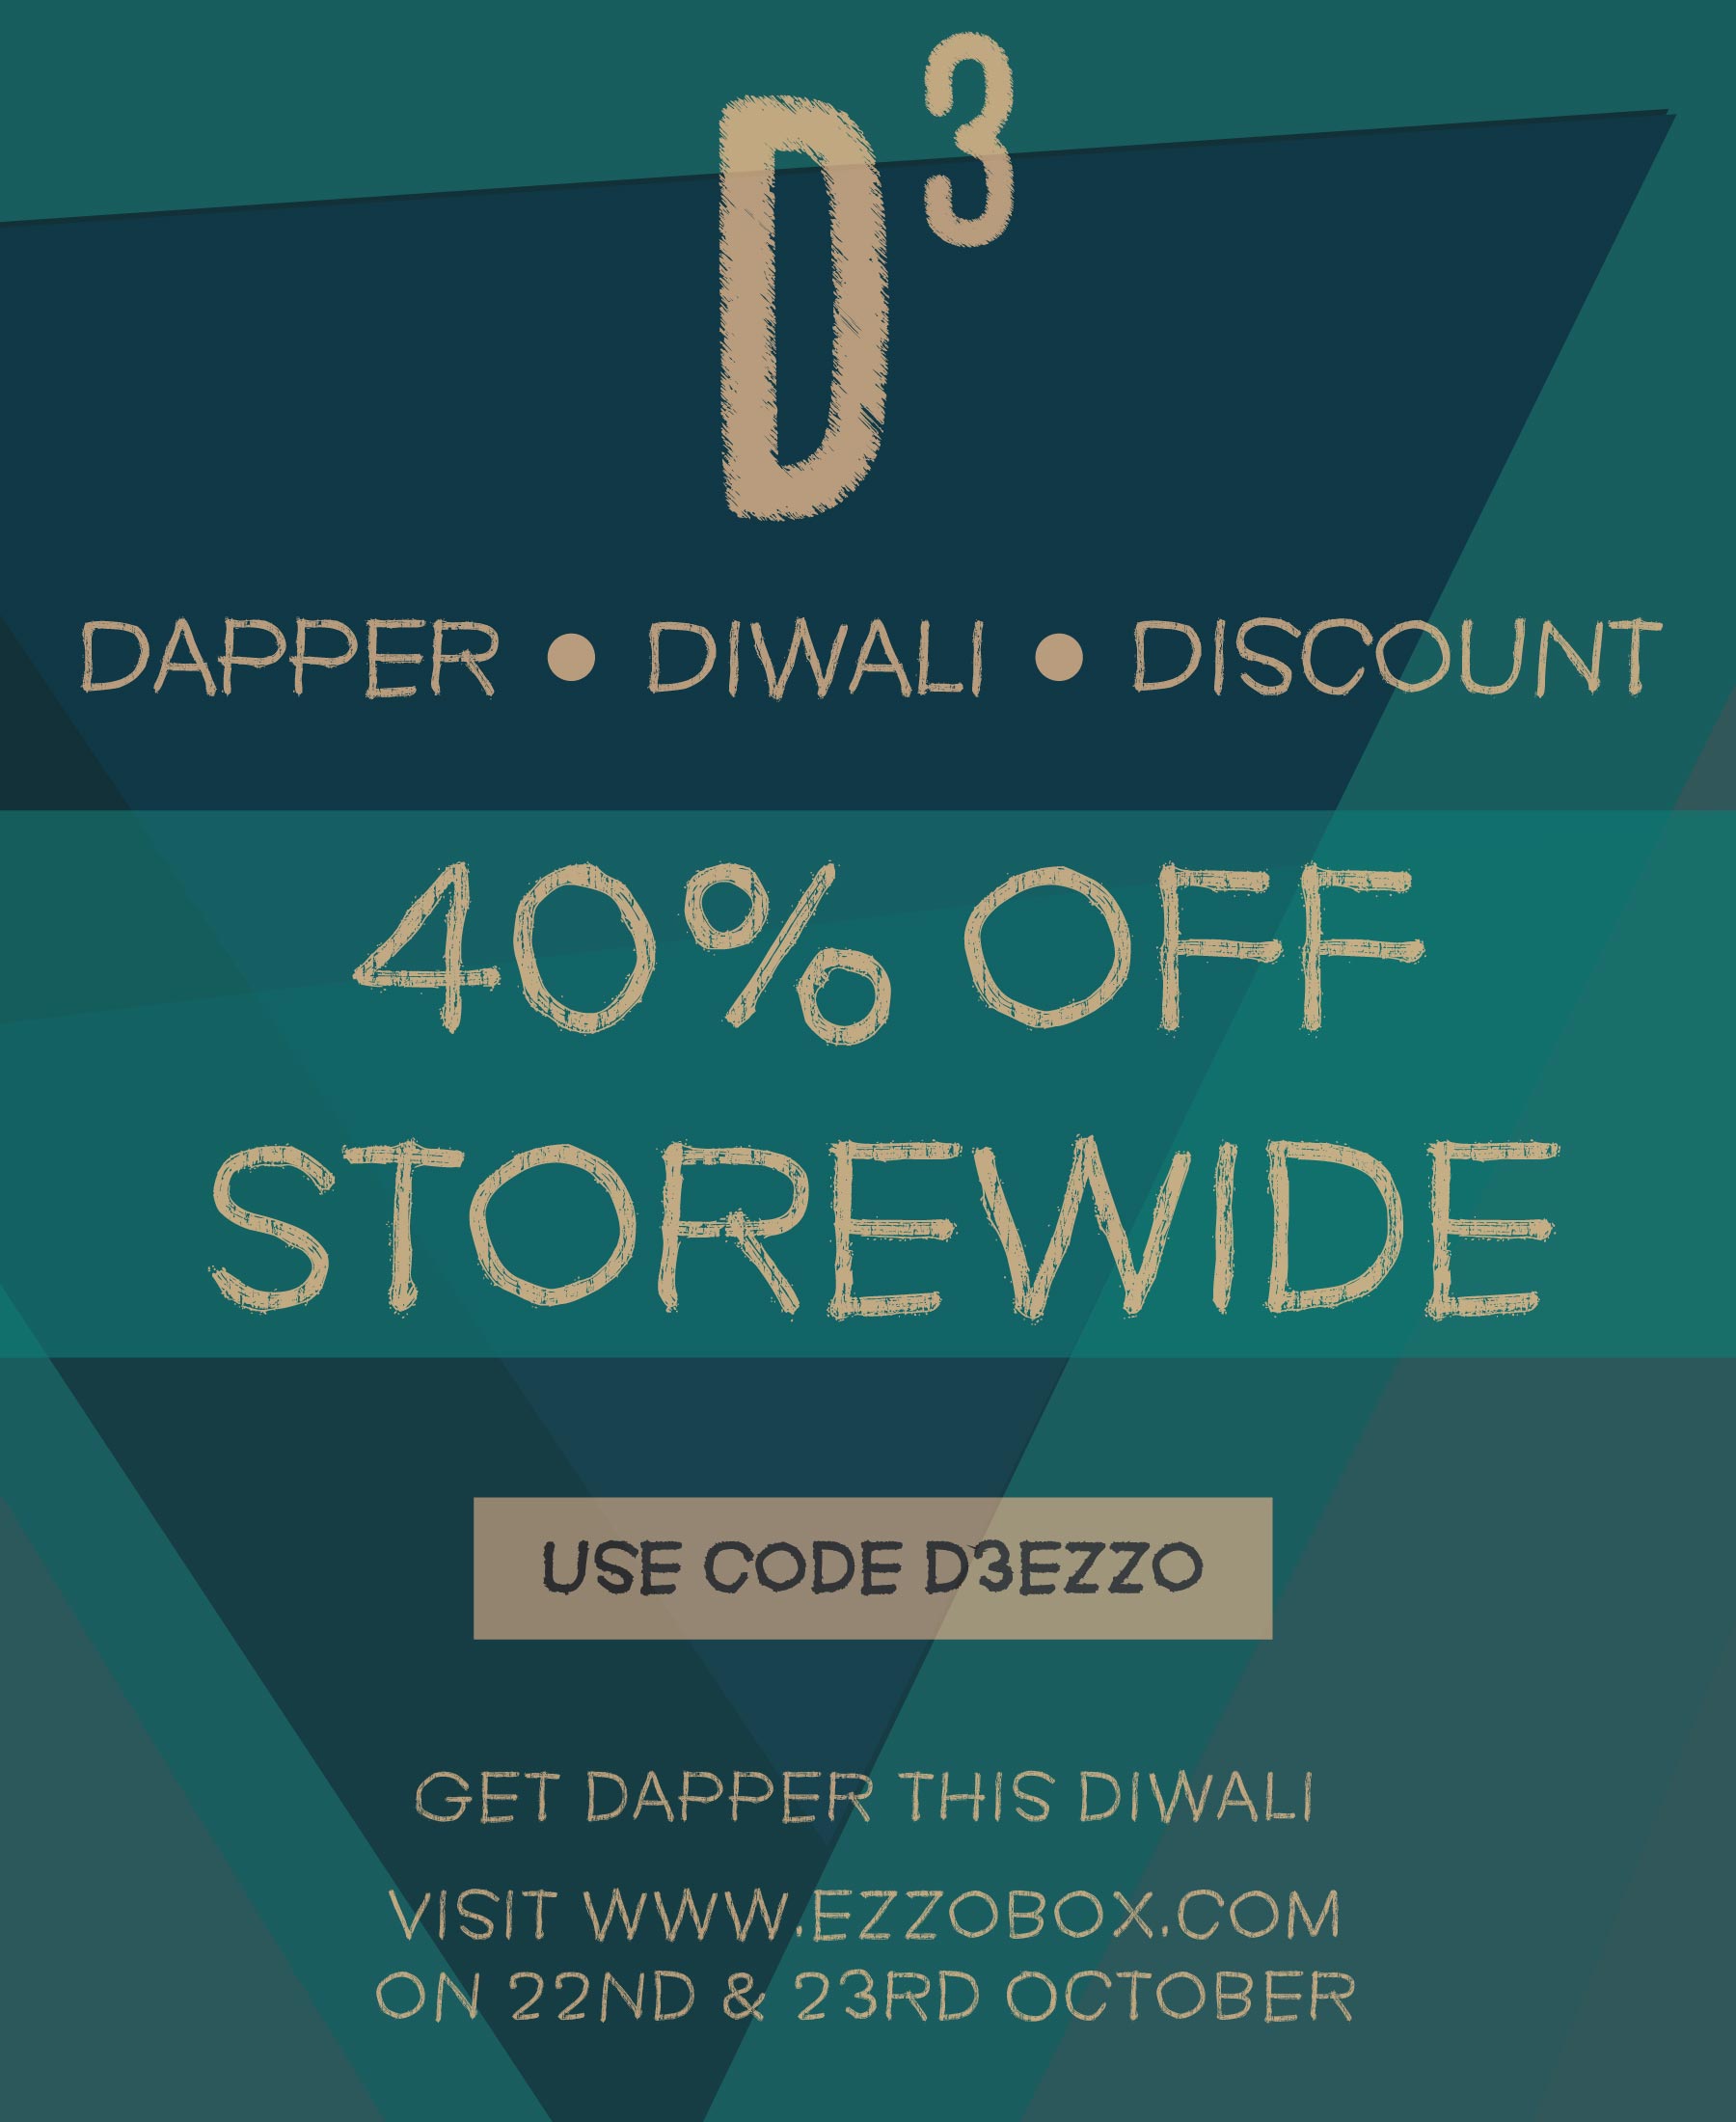 D³
DAPPER • DIWALI • DISCOUNT
40% OFF
STOREWIDE
USE CODE D3EZZO
GET DAPPER THIS DIWALI
VISIT WWW.EZZOBOX.COM
ON 22ND & 23RD OCTOBER